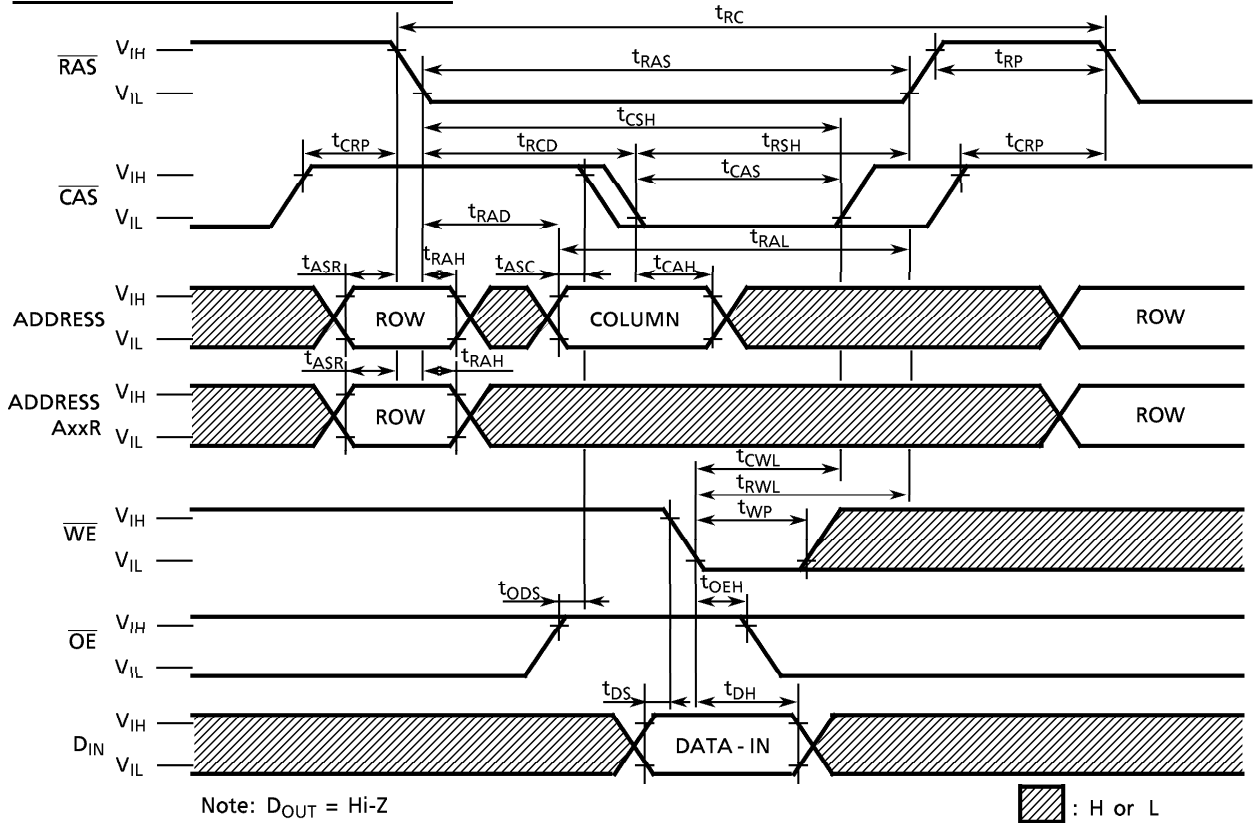 tRC
RAS
VIH
tRAS
tRP
VIL
tCSH
tCRP
tRCD
tRSH
tCRP
VIH
tCAS
CAS
VIL
tRAD
tRAL
tASR
tRAH
tASC
tCAH
VIH
ADDRESS
ROW
COLUMN
ROW
VIL
tASR
tRAH
VIH
ADDRESS
AxxR
ROW
ROW
VIL
tCWL
tRWL
VIH
tWP
WE
VIL
tODS
tOEH
VIH
OE
VIL
tDS
tDH
VIH
DIN
DATA - IN
VIL
Note: DOUT = Hi-Z
: H or L